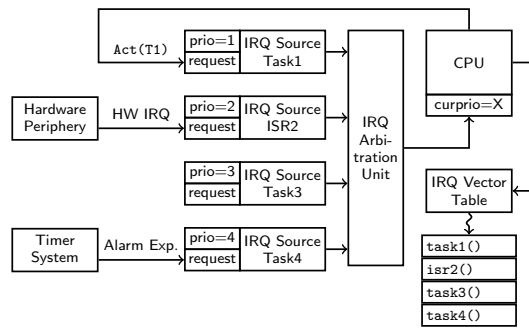 Act(T1)
prio=1
request
IRQ Source
Task1
CPU
curprio=X
Hardware
Periphery
HW IRQ
prio=2
request
IRQ Source
ISR2
IRQ
Arbi-
tration
Unit
prio=3
request
IRQ Source
Task3
IRQ Vector
Table
Timer
System
Alarm Exp.
prio=4
request
IRQ Source
Task4
task1()
isr2()
task3()
task4()